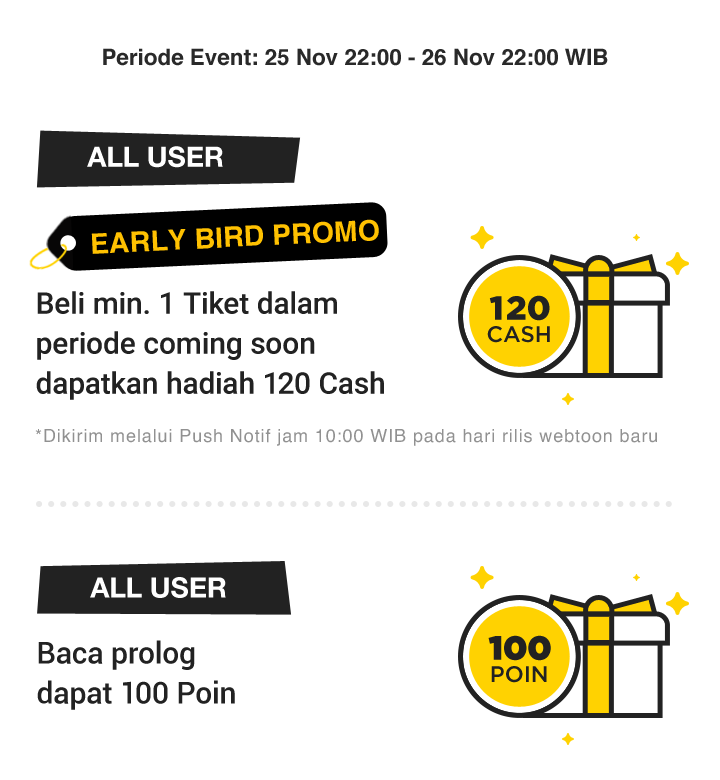 Periode Event: 25 Nov 22:00 - 26 Nov 22:00 WIB
ALL USER
EARLY BIRD PROMO
Beli min. 1 Tiket dalam
periode coming soon
dapatkan hadiah 120 Cash
120
CASH
*Dikirim melalui Push Notif jam 10:00 WIB pada hari rilis webtoon baru
ALL USER
Baca prolog
dapat 100 Poin
100
POIN